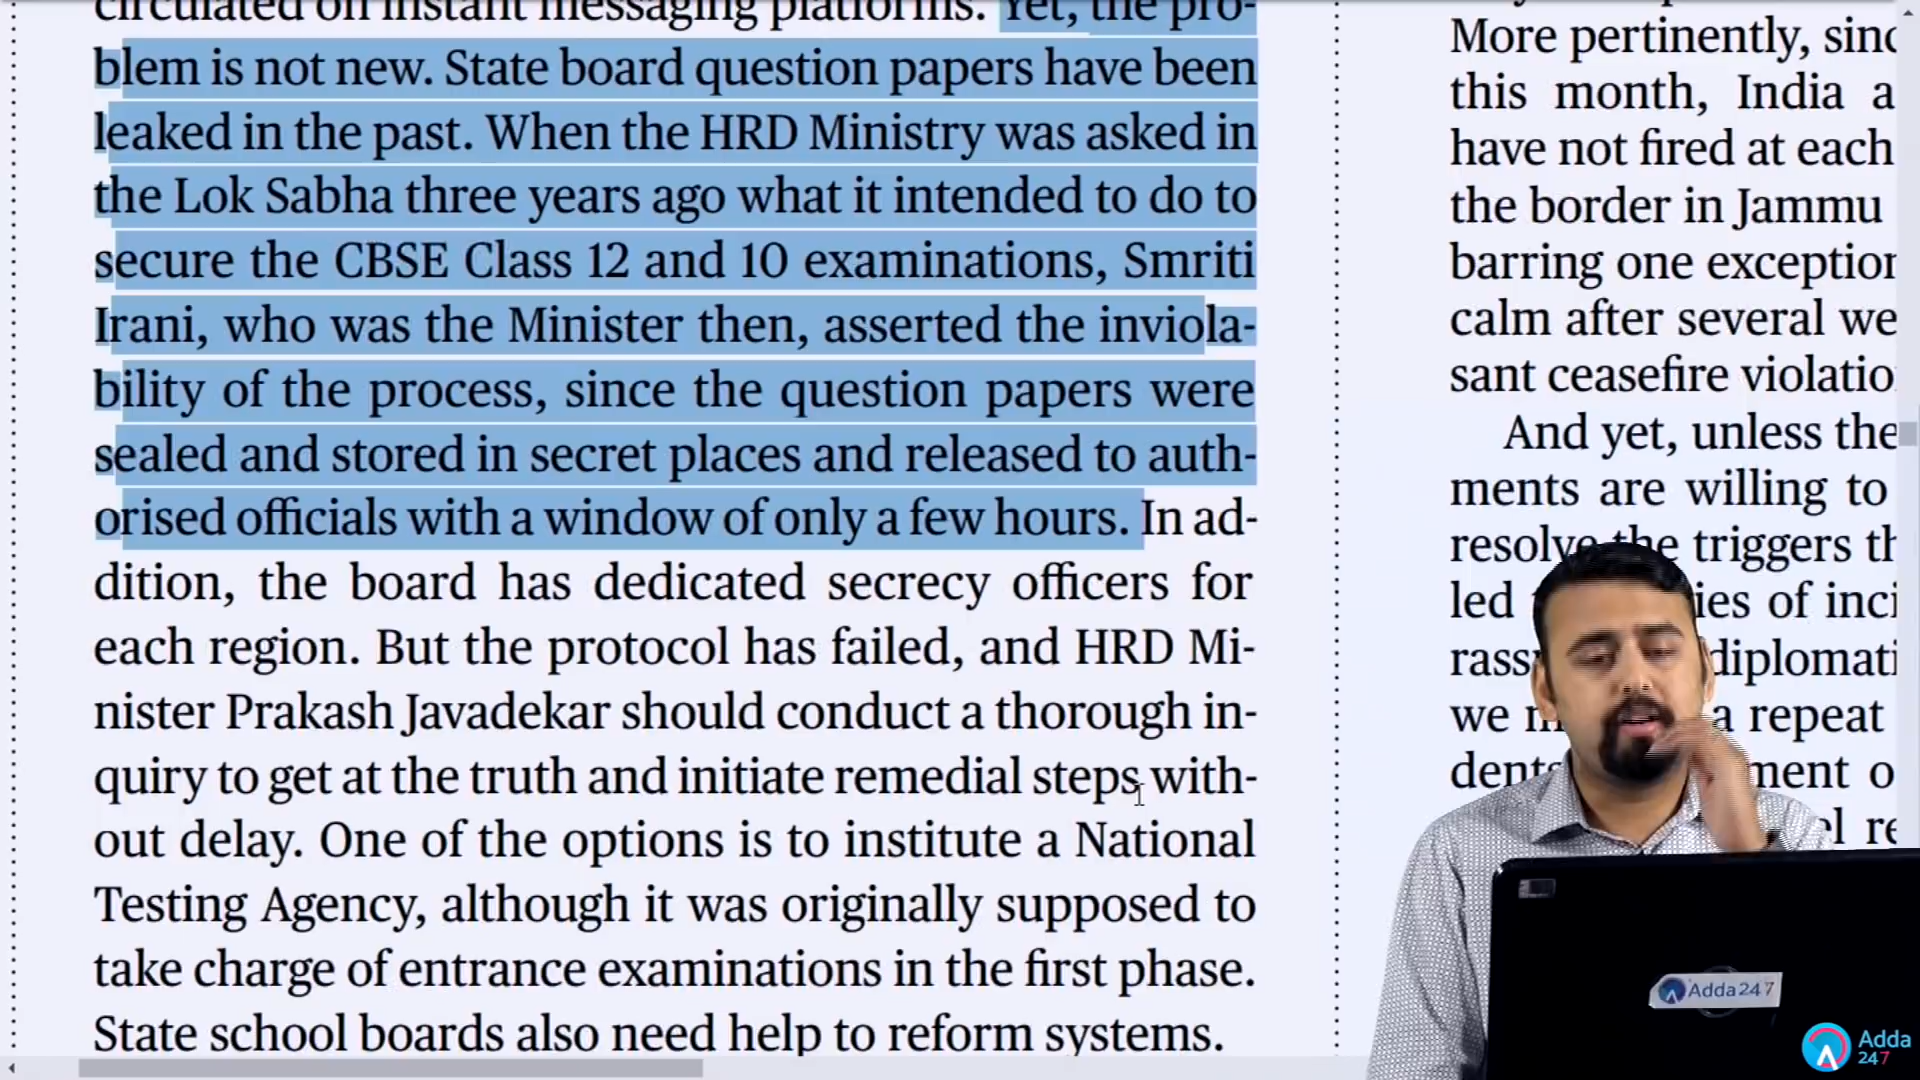 circulated on instant messaging platforms. Yet, the pro-
blem is not new. State board question papers have been
leaked in the past. When the HRD Ministry was asked in
the Lok Sabha three years ago what it intended to do to
secure the CBSE Class 12 and 10 examinations, Smriti
Irani, who was the Minister then, asserted the inviola-
bility of the process, since the question papers were
sealed and stored in secret places and released to auth-
orised officials with a window of only a few hours. In ad-
dition, the board has dedicated secrecy officers for
each region. But the protocol has failed, and HRD Mi-
nister Prakash Javadekar should conduct a thorough in-
quiry to get at the truth and initiate remedial steps with-
out delay. One of the options is to institute a National
Testing Agency, although it was originally supposed to
take charge of entrance examinations in the first phase.
State school boards also need help to reform systems.
More pertinently, sinc
this month, India a
have not fired at each
the border in Jammu
barring one exception
calm after several we
sant ceasefire violatio
And yet, unless the
ments are willing to
resolve the triggers th
led ies of inci
rass diplomati
we m a repeat
dents ment o
el re
Adda247
Adda
247